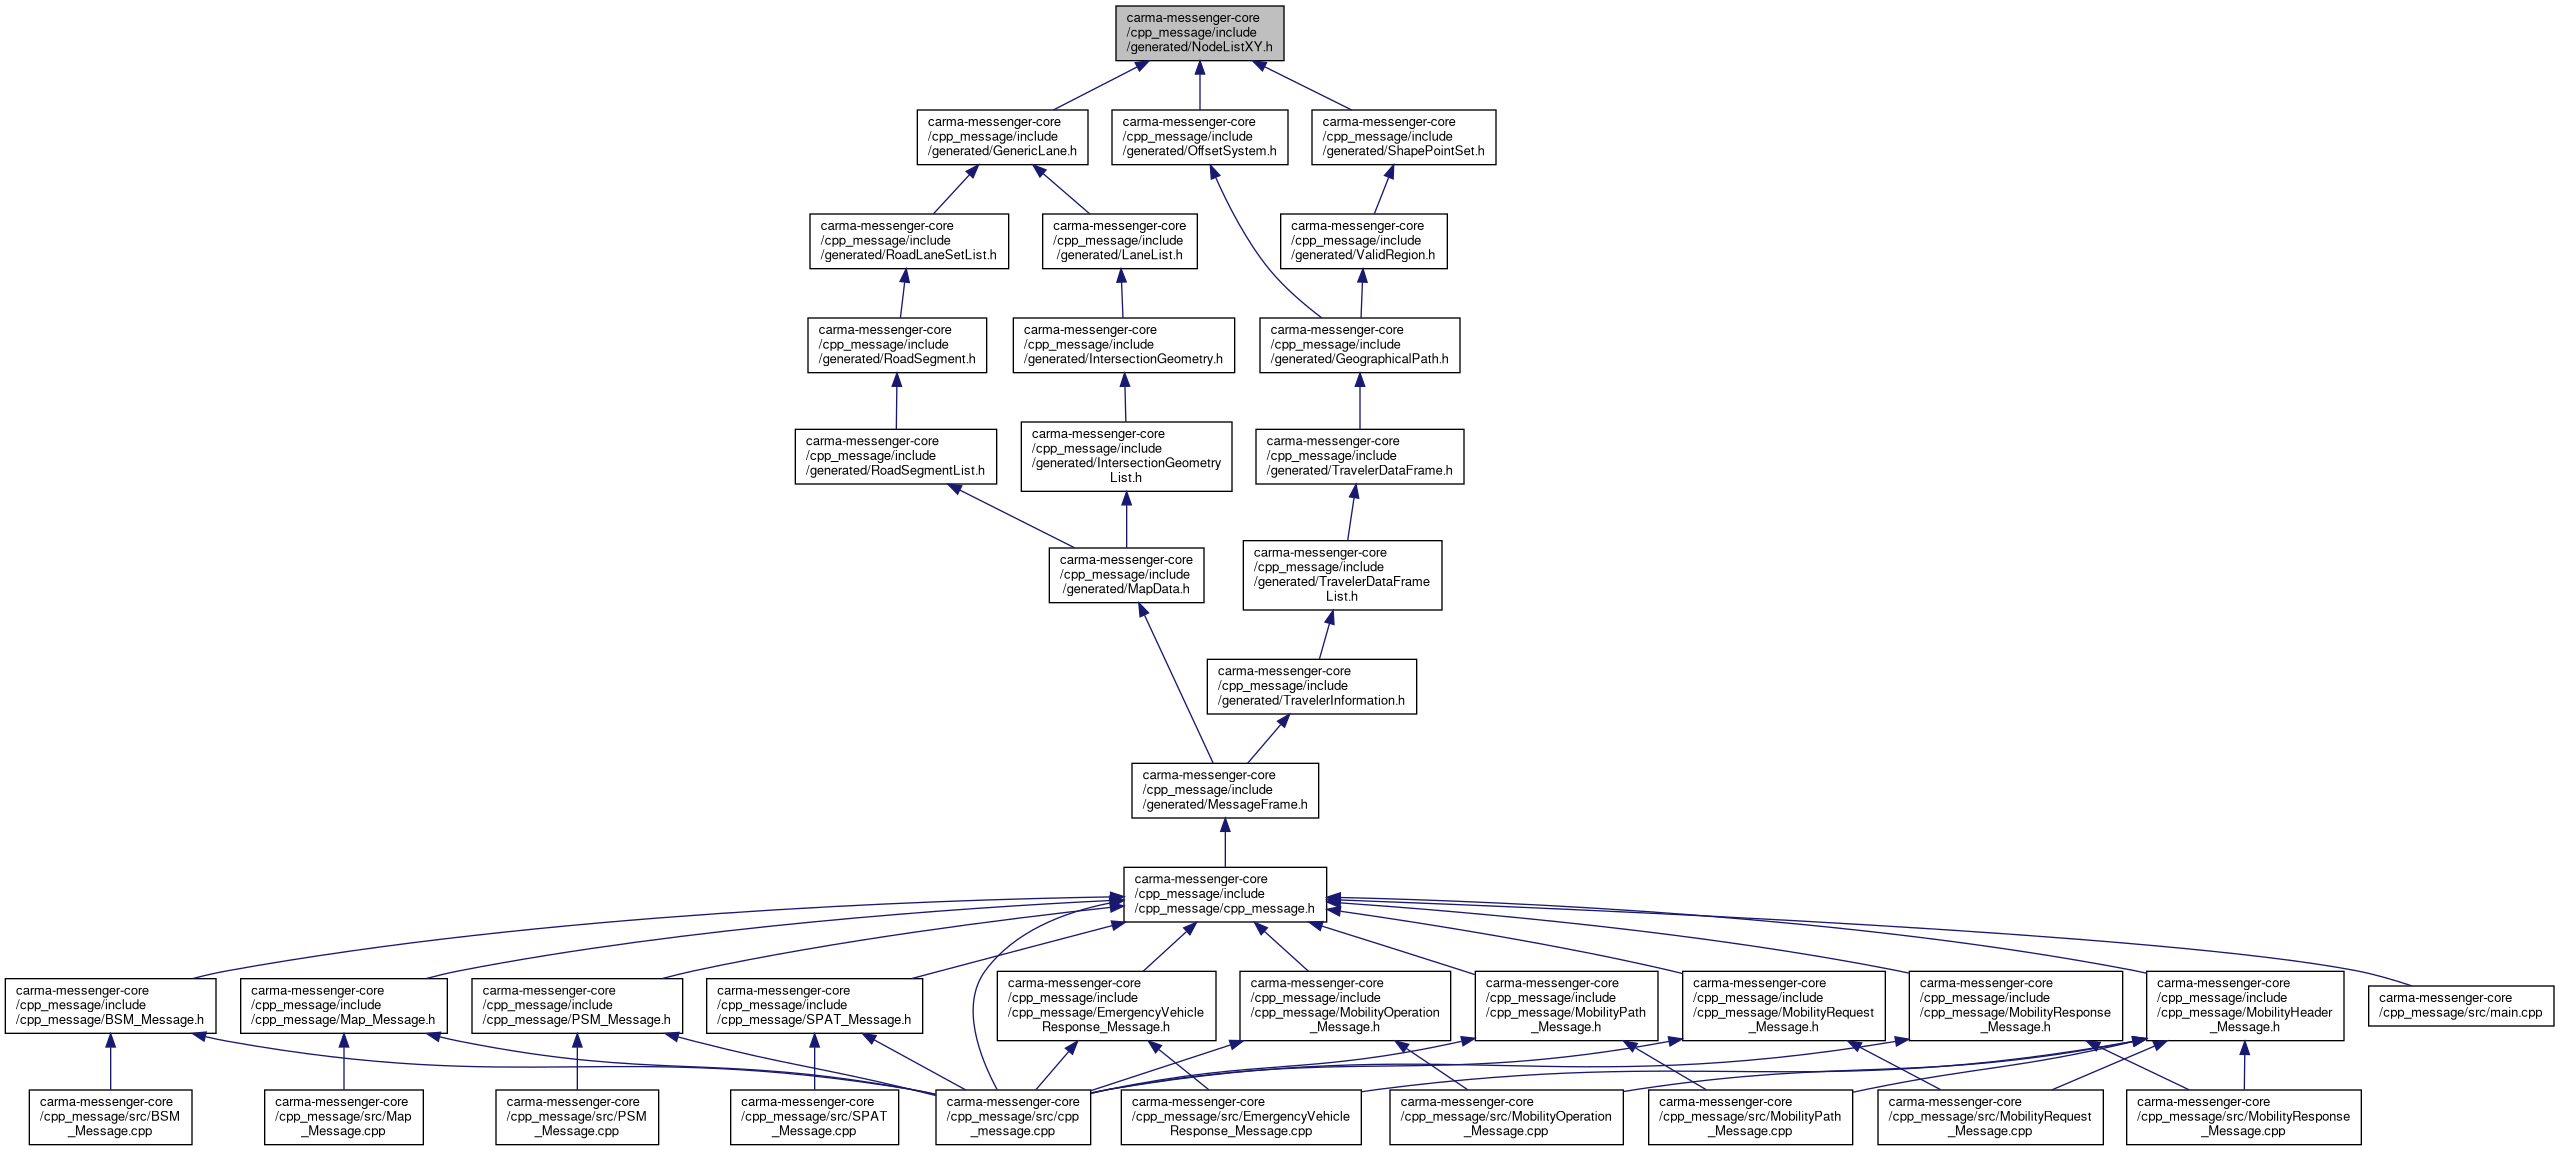 carma-messenger-core
/cpp_message/include
/generated/NodeListXY.h
carma-messenger-core
/cpp_message/include
/generated/GenericLane.h
carma-messenger-core
/cpp_message/include
/generated/OffsetSystem.h
carma-messenger-core
/cpp_message/include
/generated/ShapePointSet.h
carma-messenger-core
/cpp_message/include
/generated/RoadLaneSetList.h
carma-messenger-core
/cpp_message/include
/generated/LaneList.h
carma-messenger-core
/cpp_message/include
/generated/ValidRegion.h
carma-messenger-core
/cpp_message/include
/generated/RoadSegment.h
carma-messenger-core
/cpp_message/include
/generated/IntersectionGeometry.h
carma-messenger-core
/cpp_message/include
/generated/GeographicalPath.h
carma-messenger-core
/cpp_message/include
/generated/RoadSegmentList.h
carma-messenger-core
/cpp_message/include
/generated/IntersectionGeometry
List.h
carma-messenger-core
/cpp_message/include
/generated/TravelerDataFrame.h
carma-messenger-core
/cpp_message/include
/generated/MapData.h
carma-messenger-core
/cpp_message/include
/generated/TravelerDataFrame
List.h
carma-messenger-core
/cpp_message/include
/generated/TravelerInformation.h
carma-messenger-core
/cpp_message/include
/generated/MessageFrame.h
carma-messenger-core
/cpp_message/include
/cpp_message/cpp_message.h
carma-messenger-core
/cpp_message/include
/cpp_message/BSM_Message.h
carma-messenger-core
/cpp_message/include
/cpp_message/Map_Message.h
carma-messenger-core
/cpp_message/include
/cpp_message/PSM_Message.h
carma-messenger-core
/cpp_message/include
/cpp_message/SPAT_Message.h
carma-messenger-core
/cpp_message/include
/cpp_message/EmergencyVehicle
Response_Message.h
carma-messenger-core
/cpp_message/include
/cpp_message/MobilityOperation
_Message.h
carma-messenger-core
/cpp_message/include
/cpp_message/MobilityPath
_Message.h
carma-messenger-core
/cpp_message/include
/cpp_message/MobilityRequest
_Message.h
carma-messenger-core
/cpp_message/include
/cpp_message/MobilityResponse
_Message.h
carma-messenger-core
/cpp_message/include
/cpp_message/MobilityHeader
_Message.h
carma-messenger-core
/cpp_message/src/main.cpp
carma-messenger-core
/cpp_message/src/BSM
_Message.cpp
carma-messenger-core
/cpp_message/src/Map
_Message.cpp
carma-messenger-core
/cpp_message/src/PSM
_Message.cpp
carma-messenger-core
/cpp_message/src/SPAT
_Message.cpp
carma-messenger-core
/cpp_message/src/cpp
_message.cpp
carma-messenger-core
/cpp_message/src/EmergencyVehicle
Response_Message.cpp
carma-messenger-core
/cpp_message/src/MobilityOperation
_Message.cpp
carma-messenger-core
/cpp_message/src/MobilityPath
_Message.cpp
carma-messenger-core
/cpp_message/src/MobilityRequest
_Message.cpp
carma-messenger-core
/cpp_message/src/MobilityResponse
_Message.cpp